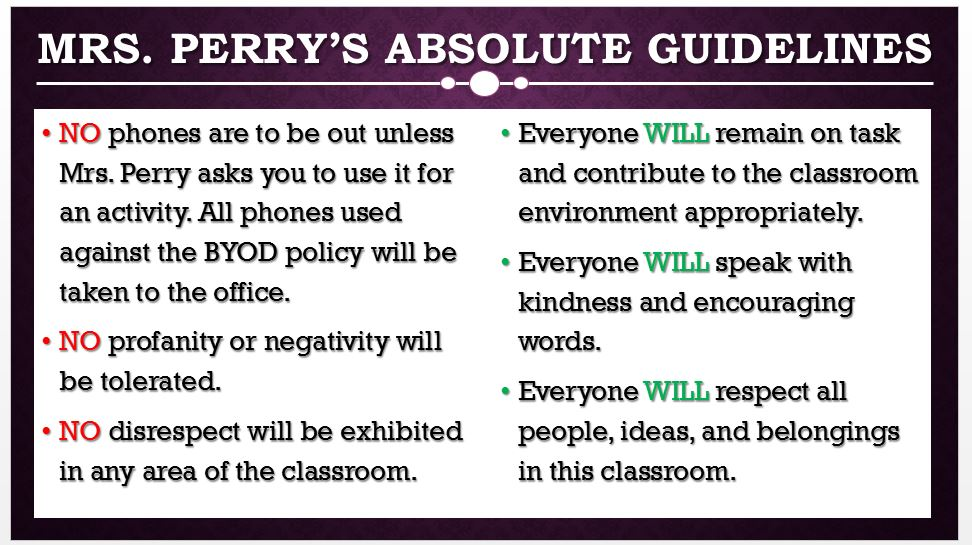 MRS. PERRY’S ABSOLUTE GUIDELINES
• NO phones are to be out unless
Mrs. Perry asks you to use it for
an activity. All phones used
against the BYOD policy will be
taken to the office.
• NO profanity or negativity will
be tolerated.
• NO disrespect will be exhibited
in any area of the classroom.
• Everyone WILL remain on task
and contribute to the classroom
environment appropriately.
• Everyone WILL speak with
kindness and encouraging
words.
• Everyone WILL respect all
people, ideas, and belongings
in this classroom.